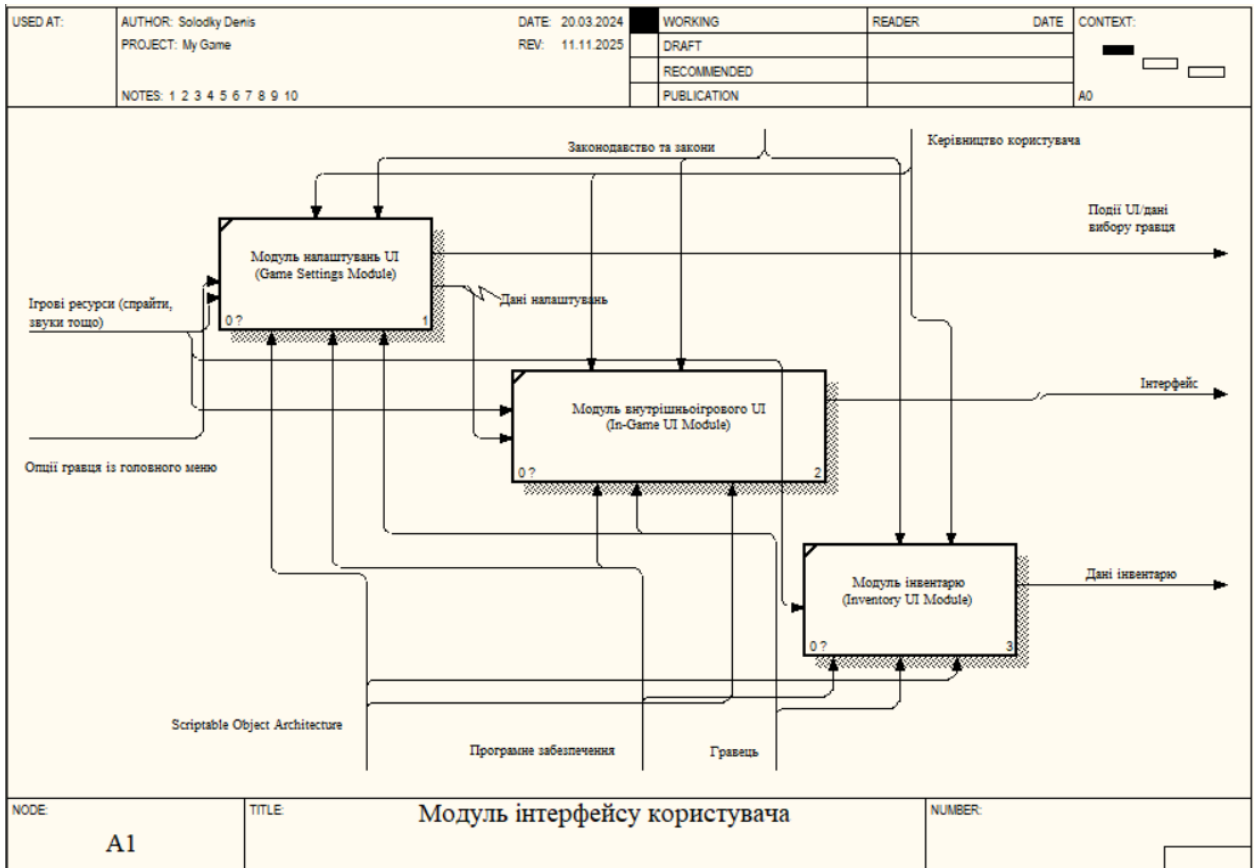 USED AT:
AUTHOR: Solodky Denis
DATE: 20.03.2024
WORKING
READER
DATE
CONTEXT:
PROJECT: My Game
REV: 11.11.2025
DRAFT
RECOMMENDED
NOTES: 1 2 3 4 5 6 7 8 9 10
PUBLICATION
A0
Законодавство та закони
Керівництво користувача
Події UI/дані
вибору гравця
Модуль налаштувань UI
(Game Settings Module)
0 ?
1
Дані налаштувань
Ігрові ресурси (спрайти,
звуки тощо)
Інтерфейс
Модуль внутрішньоігрового UI
(In-Game UI Module)
0 ?
2
Опції гравця із головного меню
Дані інвентарю
Модуль інвентарю
(Inventory UI Module)
0 ?
3
Scriptable Object Architecture
Програмне забезпечення
Гравець
NODE:
A1
TITLE:
Модуль інтерфейсу користувача
NUMBER: